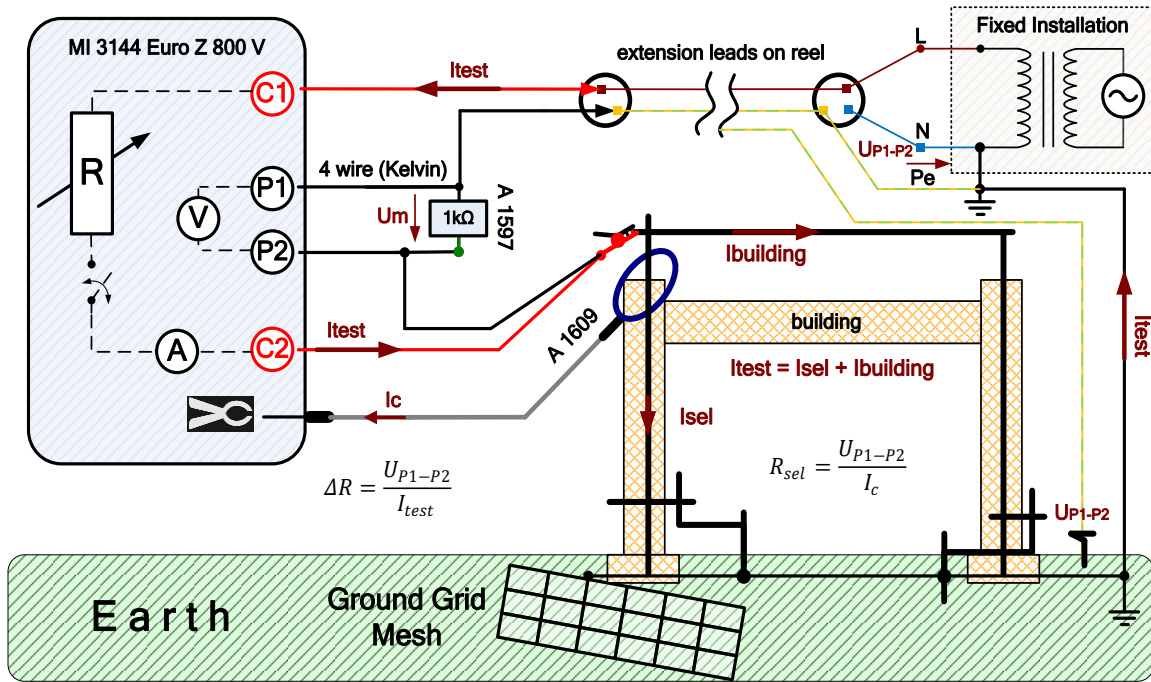 MI 3144 Euro Z 800 V
C1
R
P1
V
P2
A
C2
Itest
4 wire (Kelvin)
Um
1kΩ
A 1597
Itest
A 1609
Ic
extension leads on reel
Fixed Installation
L
N
UP1-P2
Pe
Ibuilding
building
Itest = Isel + Ibuilding
Isel
Itest
ΔR = UP1−P2 / Itest
Rsel = UP1−P2 / Ic
UP1-P2
Earth
Ground Grid
Mesh